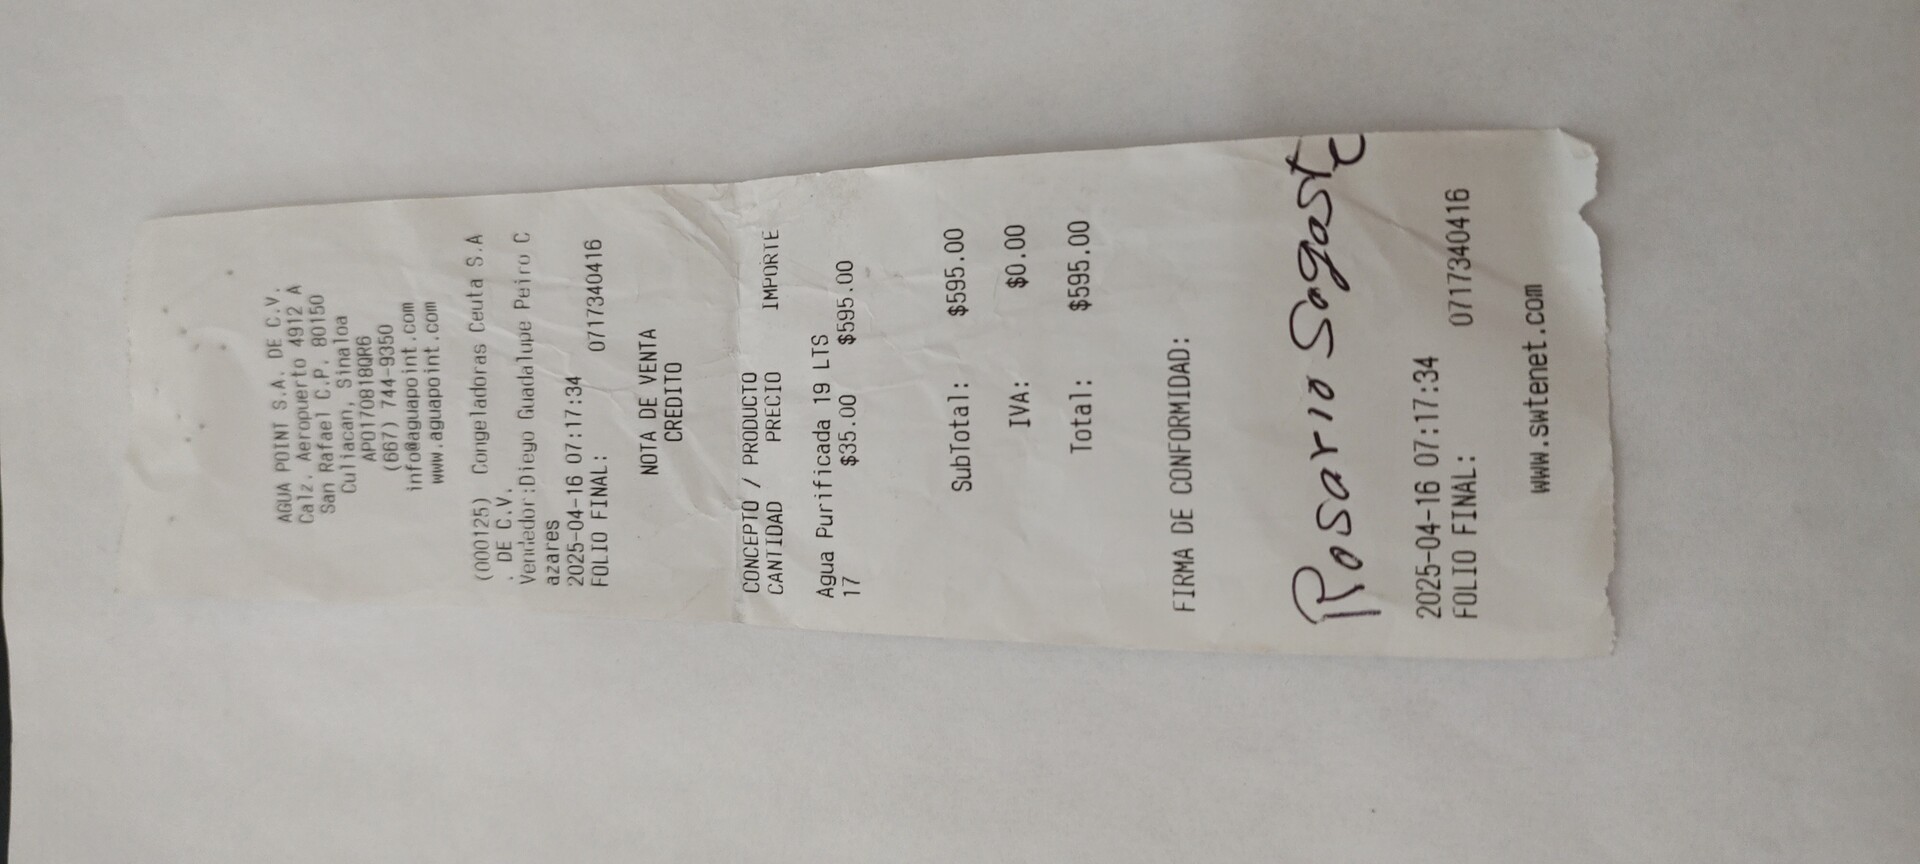 AGUA POINT S.A. DE C.V.
Calz. Aeropuerto 4912 A
San Rafael C.P. 80150
Culiacan, Sinaloa
APO170818QR6
(667) 744-9350
info@aguapoint.com
www.aguapoint.com
(000125) Congeladoras Ceuta S.A
. DE C.V.
Vendedor:Diego Guadalupe Peiro C
azares
2025-04-16 07:17:34
FOLIO FINAL: 0717340416
NOTA DE VENTA
CREDITO
CONCEPTO / PRODUCTO
CANTIDAD PRECIO IMPORTE
Agua Purificada 19 LTS
17 $35.00 $595.00
SubTotal: $595.00
IVA: $0.00
Total: $595.00
FIRMA DE CONFORMIDAD:
Rosario Sagaste
2025-04-16 07:17:34
FOLIO FINAL: 0717340416
www.swtenet.com